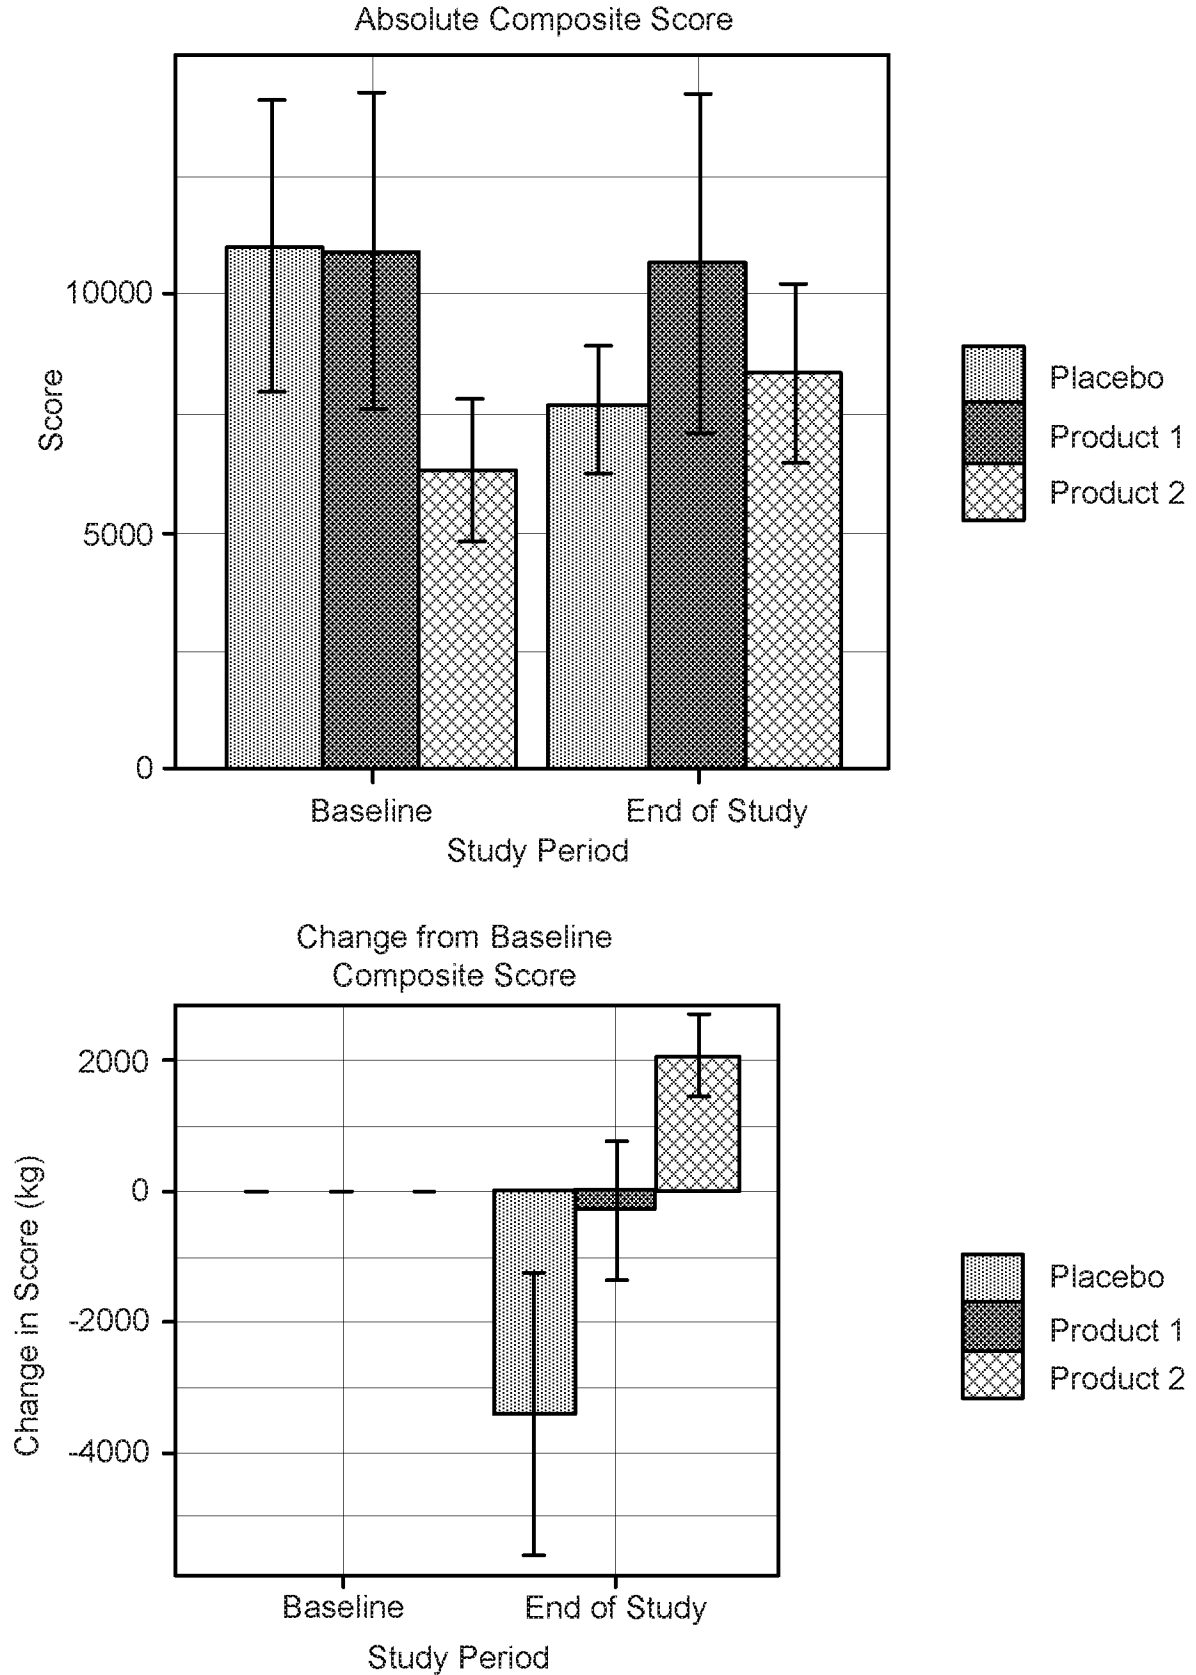 Absolute Composite Score
10000
5000
0
Score
Baseline
End of Study
Study Period
Placebo
Product 1
Product 2
Change from Baseline
Composite Score
2000
0
-2000
-4000
Change in Score (kg)
Baseline
End of Study
Study Period
Placebo
Product 1
Product 2